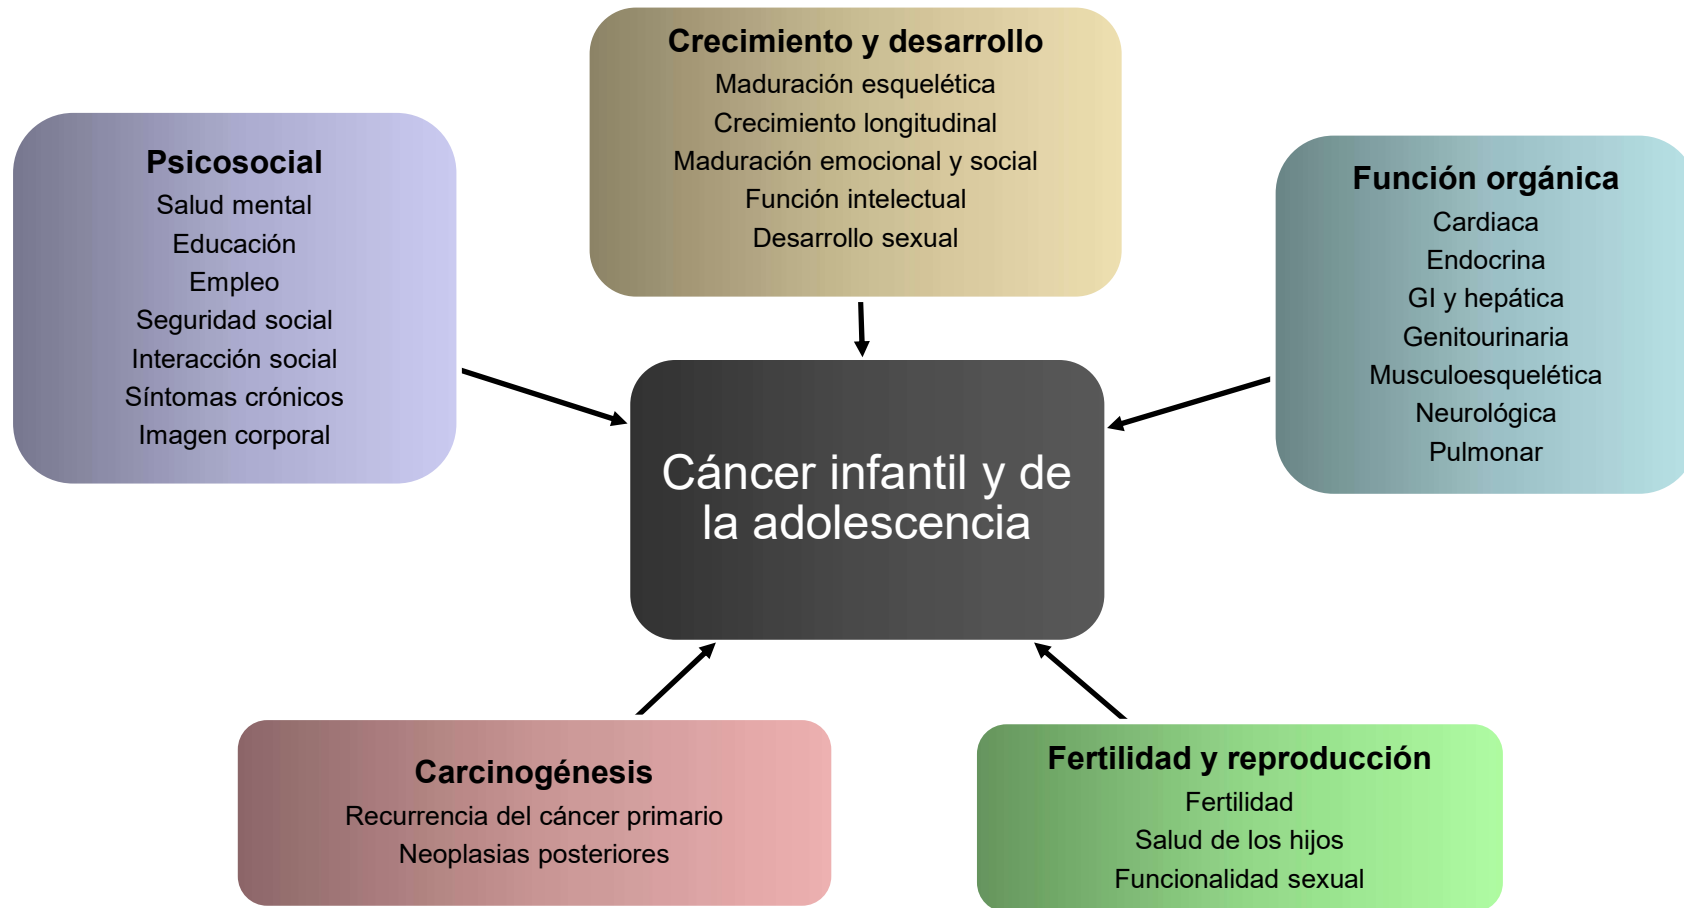 Crecimiento y desarrollo
Maduración esquelética
Crecimiento longitudinal
Maduración emocional y social
Función intelectual
Desarrollo sexual
Psicosocial
Salud mental
Educación
Empleo
Seguridad social
Interacción social
Síntomas crónicos
Imagen corporal
Función orgánica
Cardiaca
Endocrina
GI y hepática
Genitourinaria
Musculoesquelética
Neurológica
Pulmonar
Cáncer infantil y de
la adolescencia
Carcinogénesis
Recurrencia del cáncer primario
Neoplasias posteriores
Fertilidad y reproducción
Fertilidad
Salud de los hijos
Funcionalidad sexual